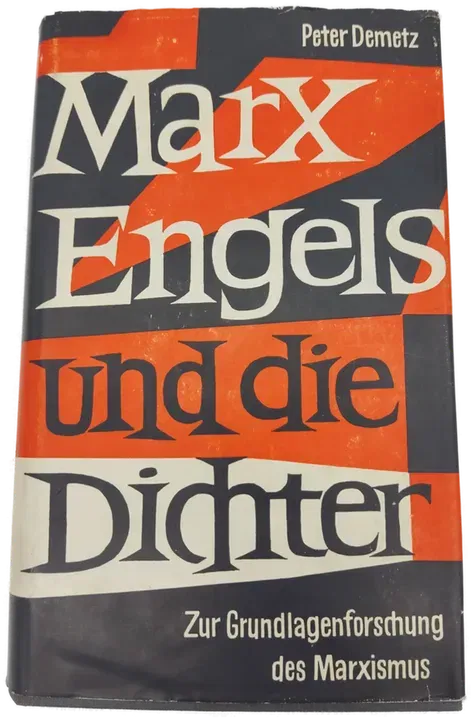 Peter Demetz
Marx
Engels
und die
Dichter
Zur Grundlagenforschung
des Marxismus